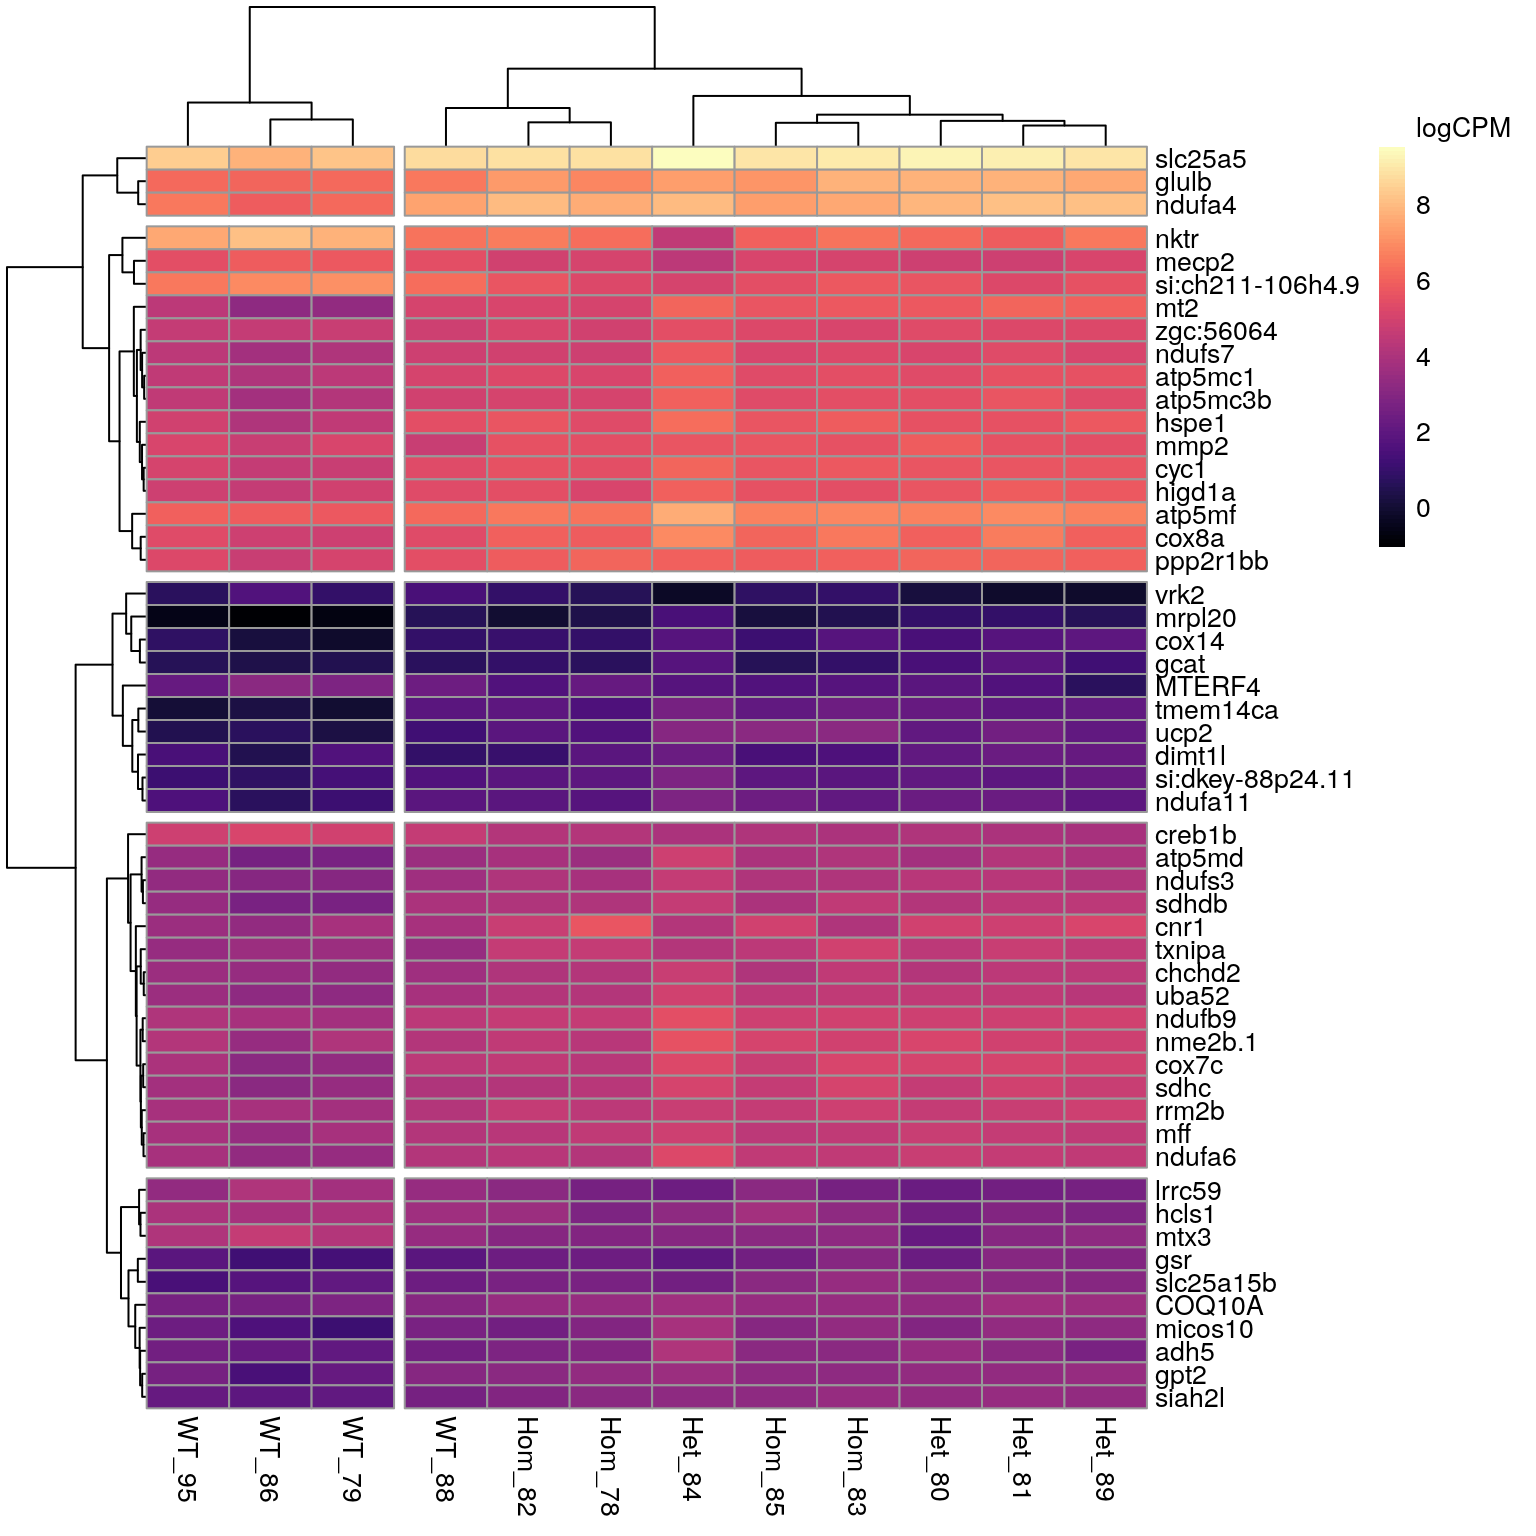 logCPM
8
6
4
2
0
slc25a5
glulb
ndufa4
nktr
mecp2
si:ch211-106h4.9
mt2
zgc:56064
ndufs7
atp5mc1
atp5mc3b
hspe1
mmp2
cyc1
higd1a
atp5mf
cox8a
ppp2r1bb
vrk2
mrpl20
cox14
gcat
MTERF4
tmem14ca
ucp2
dimt1l
si:dkey-88p24.11
ndufa11
creb1b
atp5md
ndufs3
sdhdb
cnr1
txnipa
chchd2
uba52
ndufb9
nme2b.1
cox7c
sdhc
rrm2b
mff
ndufa6
lrrc59
hcls1
mtx3
gsr
slc25a15b
COQ10A
micos10
adh5
gpt2
siah2l
WT_95
WT_86
WT_79
WT_88
Hom_82
Hom_78
Het_84
Hom_85
Hom_83
Het_80
Het_81
Het_89